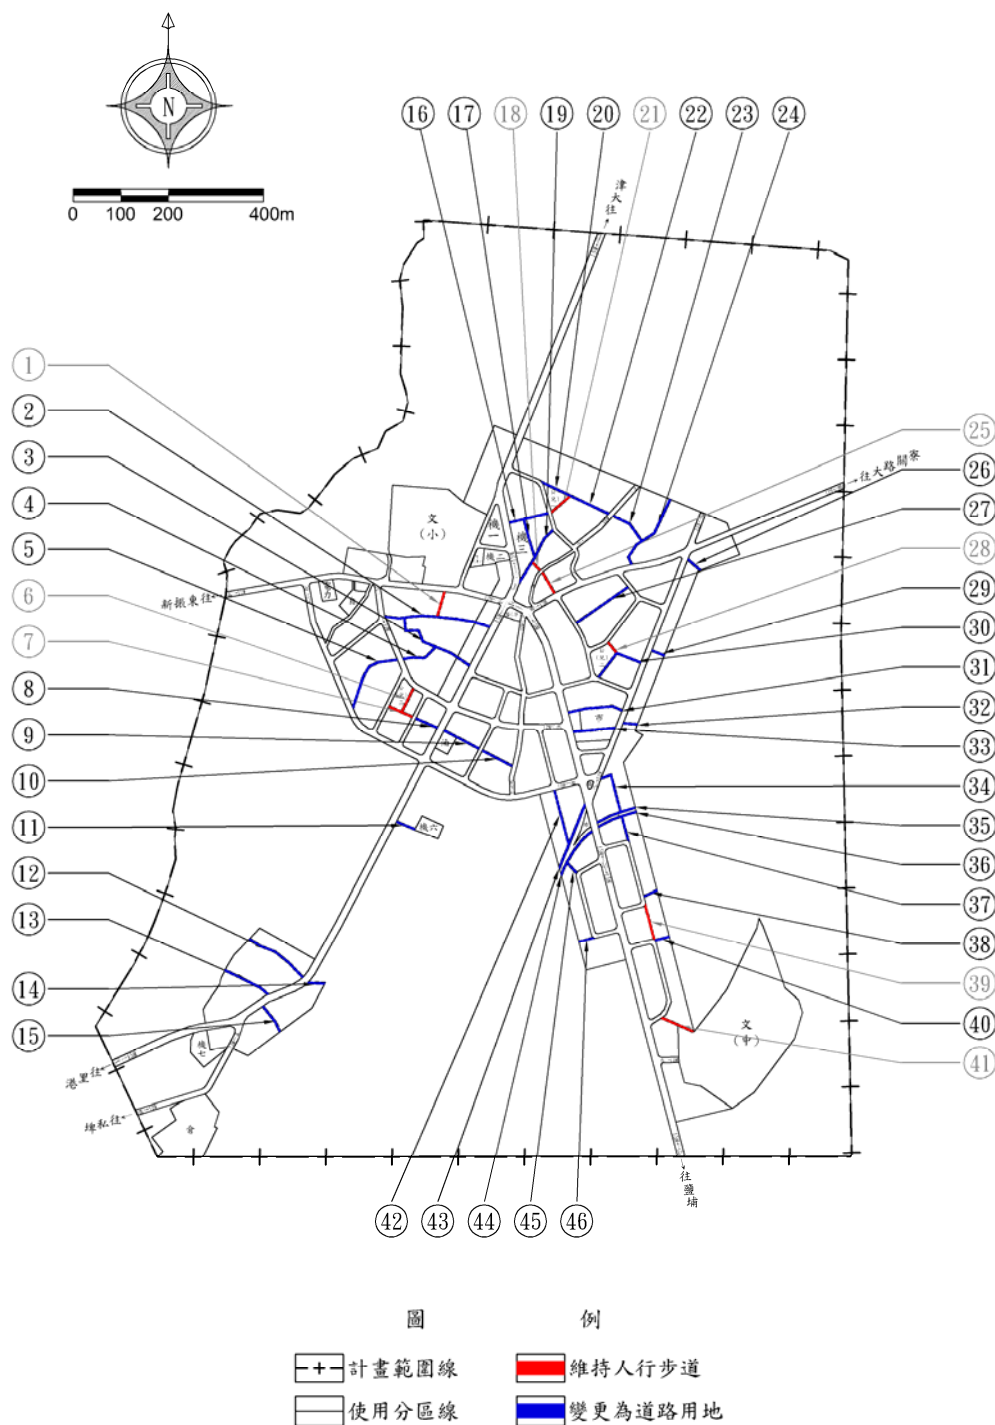 N
0 100 200 400m
⑯ ⑰ ⑱ ⑲ ⑳ ㉑ ㉒ ㉓ ㉔
津大往
①
②
③
④
⑤
⑥
⑦
⑧
⑨
⑩
⑪
⑫
⑬
⑭
⑮
㉕
㉖
㉗
㉘
㉙
㉚
㉛
㉜
㉝
㉞
㉟
㊱
㊲
㊳
㊴
㊵
㊶
往大路關寮
文
(小)
機一
機二
機三
新振東往
市
機六
機七
港里往
埤私往
文
(中)
往鹽埔
㊷ ㊸ ㊹ ㊺ ㊻
圖 例
計畫範圍線
維持人行步道
使用分區線
變更為道路用地